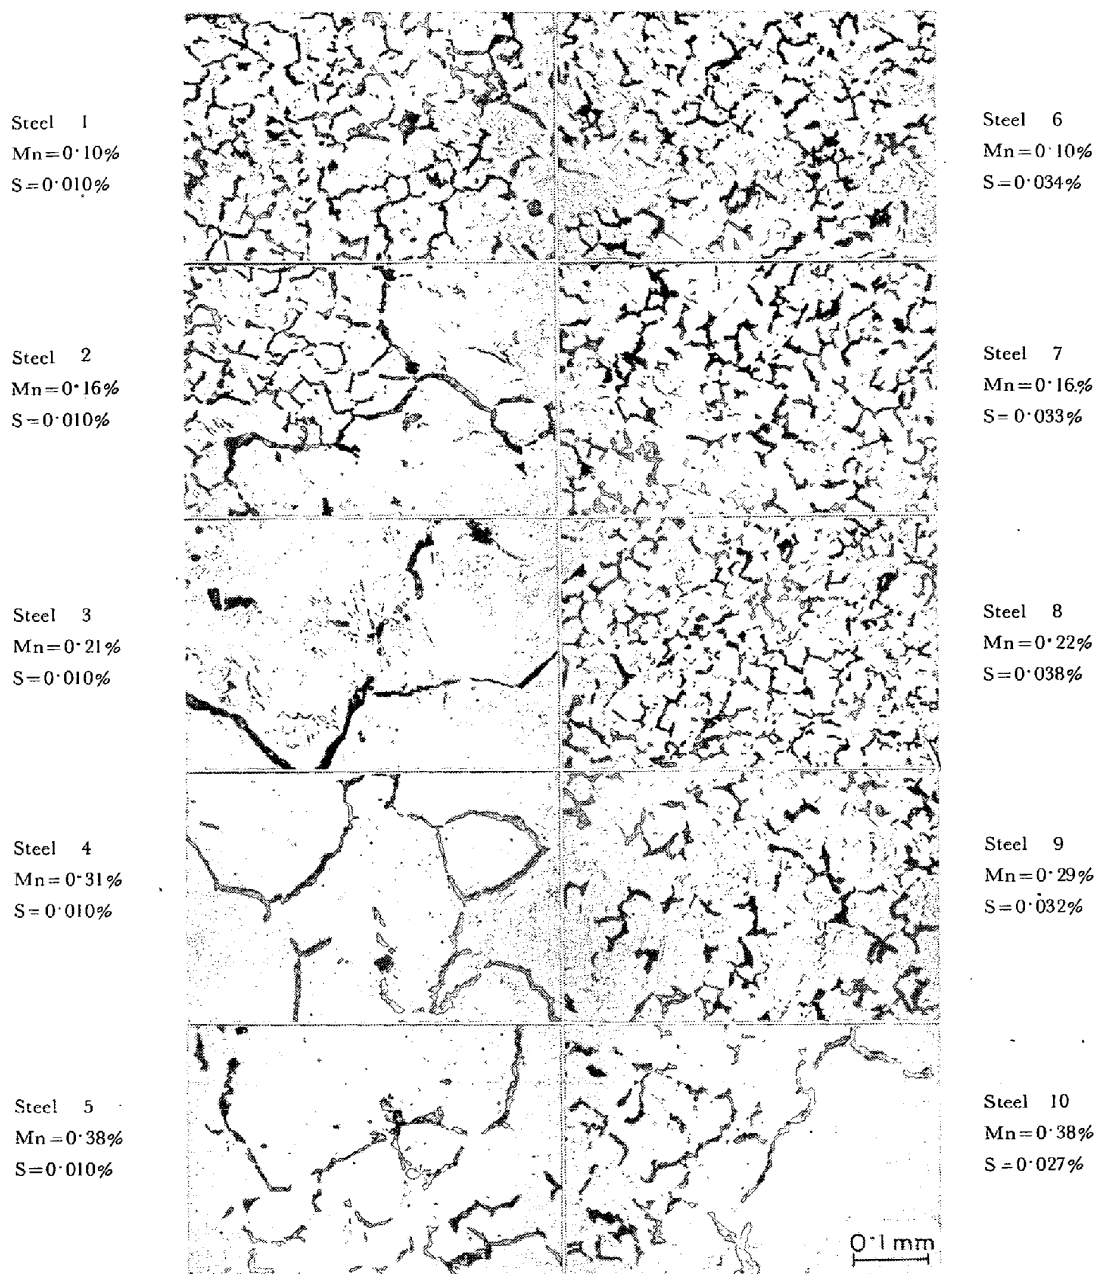 Steel 1
Mn=0·10%
S=0·010%
Steel 2
Mn=0·16%
S=0·010%
Steel 3
Mn=0·21%
S=0·010%
Steel 4
Mn=0·31%
S=0·010%
Steel 5
Mn=0·38%
S=0·010%
Steel 6
Mn=0·10%
S=0·034%
Steel 7
Mn=0·16%
S=0·033%
Steel 8
Mn=0·22%
S=0·038%
Steel 9
Mn=0·29%
S=0·032%
Steel 10
Mn=0·38%
S=0·027%
0·1mm